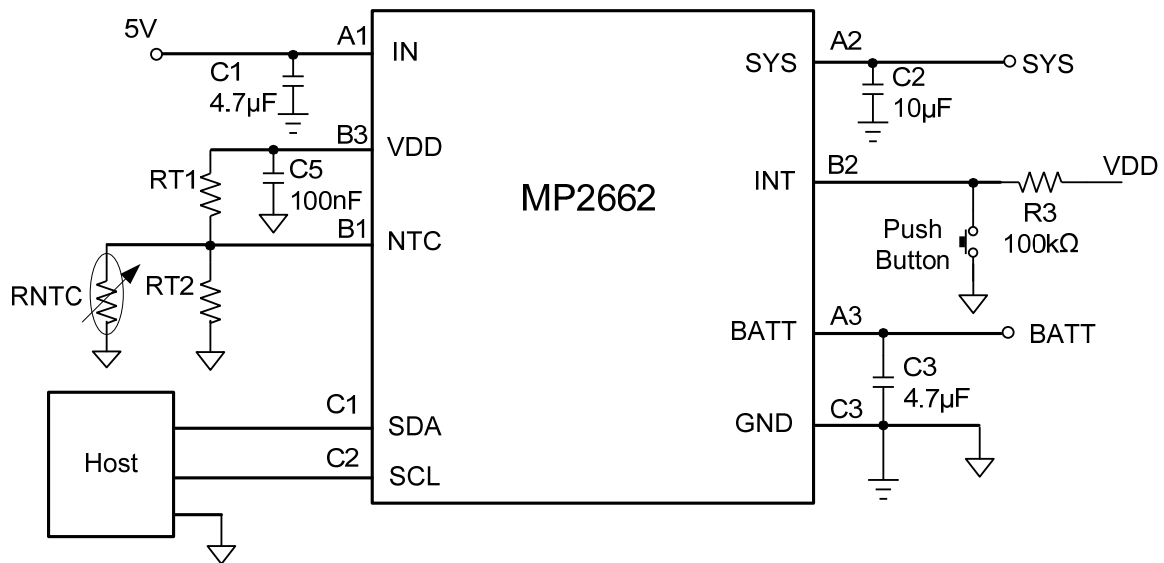 5V
A1
IN
C1
4.7µF
B3
VDD
RT1
C5
100nF
B1
NTC
RNTC
RT2
Host
C1
SDA
C2
SCL
MP2662
SYS
A2
SYS
C2
10µF
INT
B2
VDD
R3
100kΩ
Push
Button
BATT
A3
BATT
C3
4.7µF
GND
C3